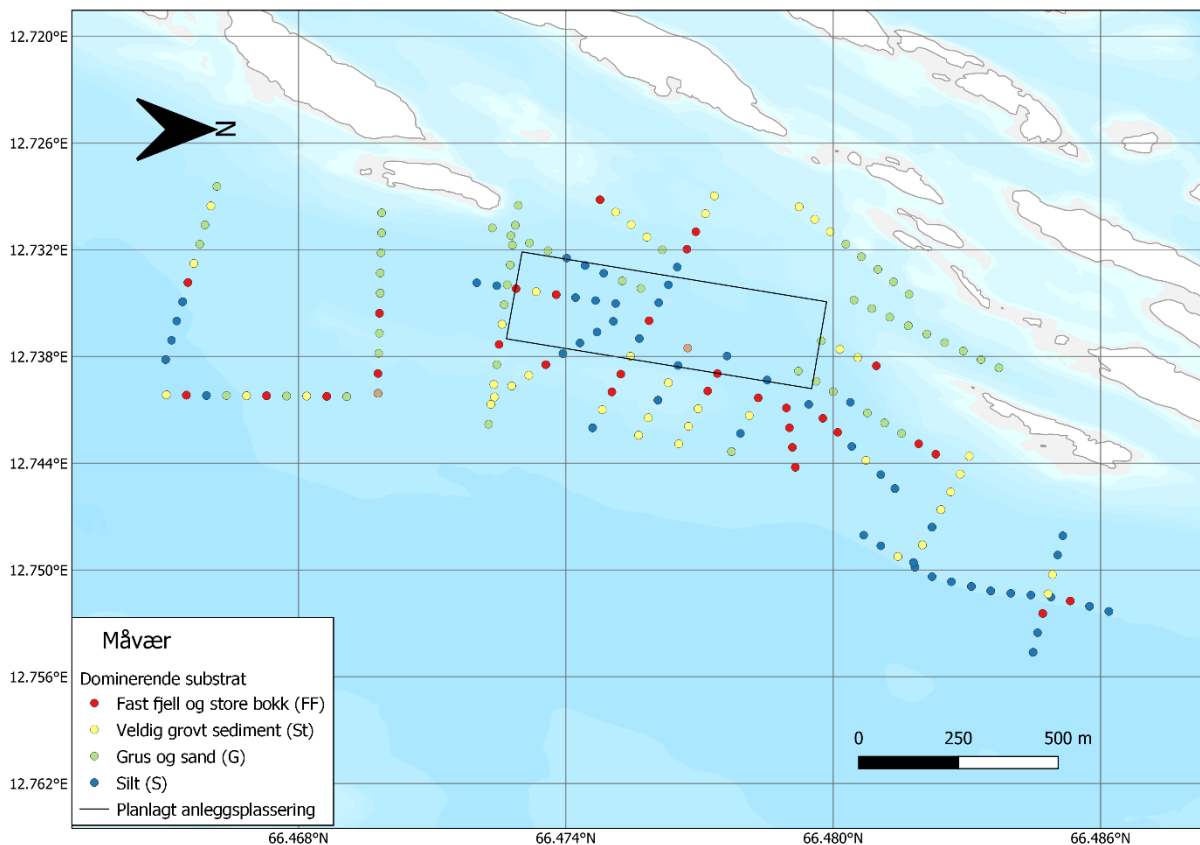 12.720°E
12.726°E
12.732°E
12.738°E
12.744°E
12.750°E
12.756°E
12.762°E
N
Måvær
Dominerende substrat
Fast fjell og store bokk (FF)
Veldig grovt sediment (St)
Grus og sand (G)
Silt (S)
Planlagt anleggsplassering
0 250 500 m
66.468°N 66.474°N 66.480°N 66.486°N